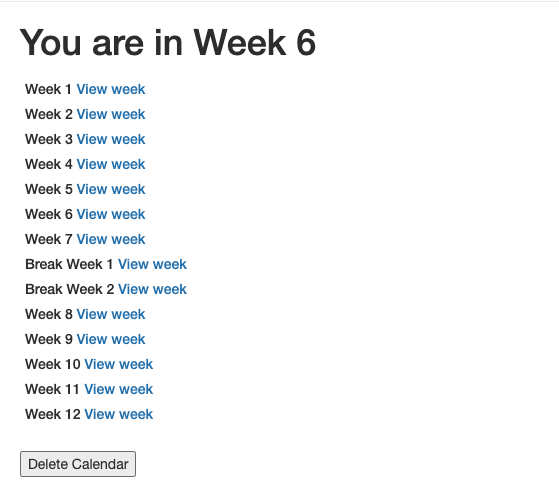 You are in Week 6
Week 1 View week
Week 2 View week
Week 3 View week
Week 4 View week
Week 5 View week
Week 6 View week
Week 7 View week
Break Week 1 View week
Break Week 2 View week
Week 8 View week
Week 9 View week
Week 10 View week
Week 11 View week
Week 12 View week
Delete Calendar